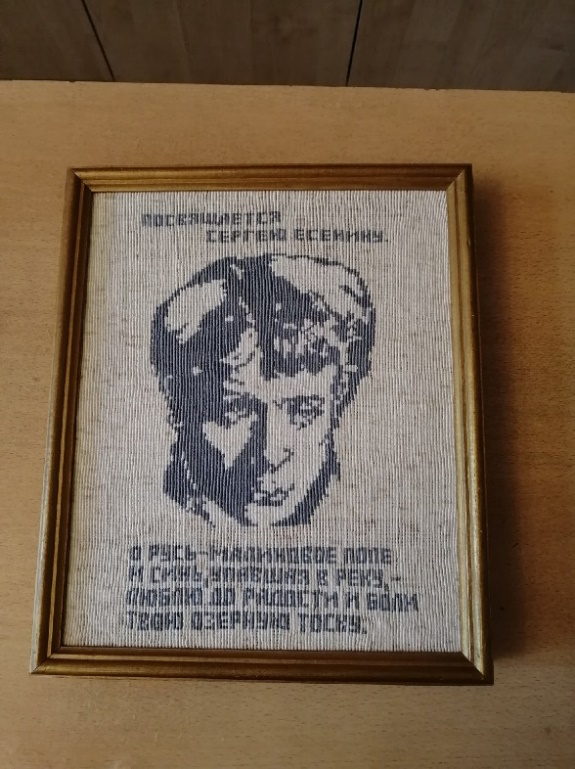 ПОСВЯЩАЕТСЯ
СЕРГЕЮ ЕСЕНИНУ.
О РУСЬ-МАЛИНОВОЕ ПОЛЕ
И СИНЬ, УПАВШАЯ В РЕКУ,-
ЛЮБЛЮ ДО РАДОСТИ И БОЛИ
ТВОЮ ОЗЕРНУЮ ТОСКУ.